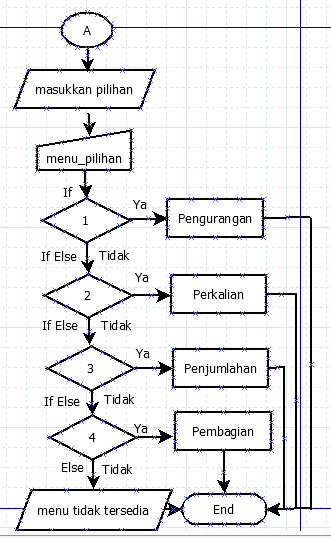 A
masukkan pilihan
menu_pilihan
If
1
Ya
Pengurangan
If Else
Tidak
2
Ya
Perkalian
If Else
Tidak
3
Ya
Penjumlahan
If Else
Tidak
4
Ya
Pembagian
Else
Tidak
menu tidak tersedia
End